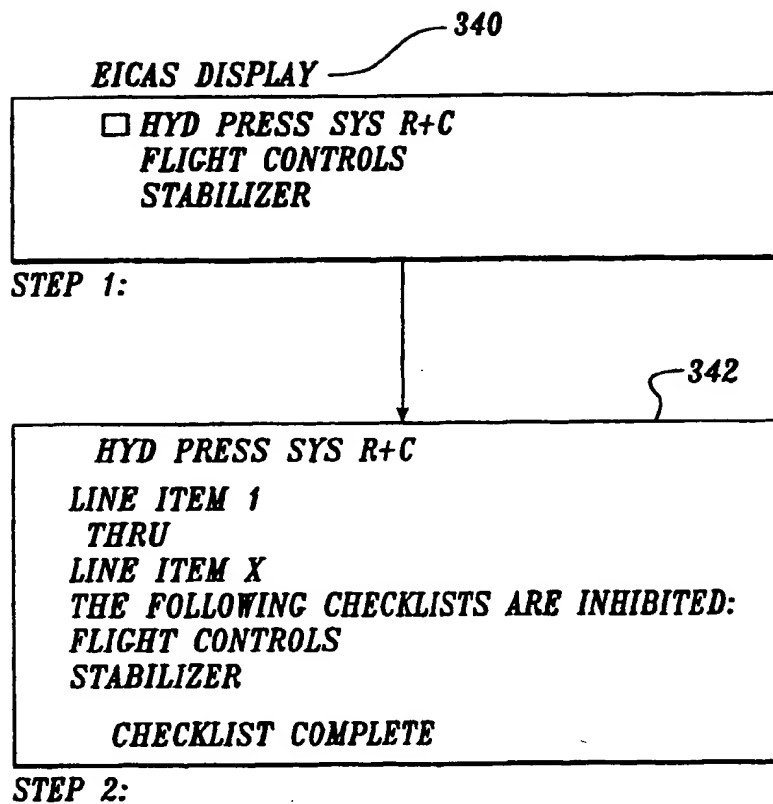 340
EICAS DISPLAY
HYD PRESS SYS R+C
FLIGHT CONTROLS
STABILIZER
STEP 1:
342
HYD PRESS SYS R+C
LINE ITEM 1
THRU
LINE ITEM X
THE FOLLOWING CHECKLISTS ARE INHIBITED:
FLIGHT CONTROLS
STABILIZER
CHECKLIST COMPLETE
STEP 2: